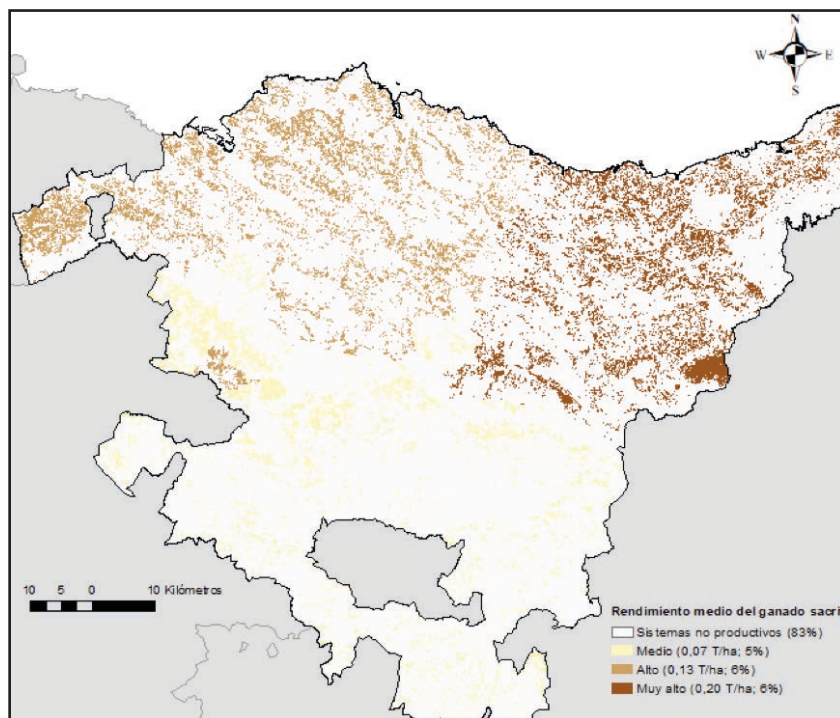 N
W E
S
10 5 0 10 Kilómetros
Rendimiento medio del ganado sacri
Sistemas no productivos (83%)
Medio (0,07 T/ha; 5%)
Alto (0,13 T/ha; 6%)
Muy alto (0,20 T/ha; 6%)